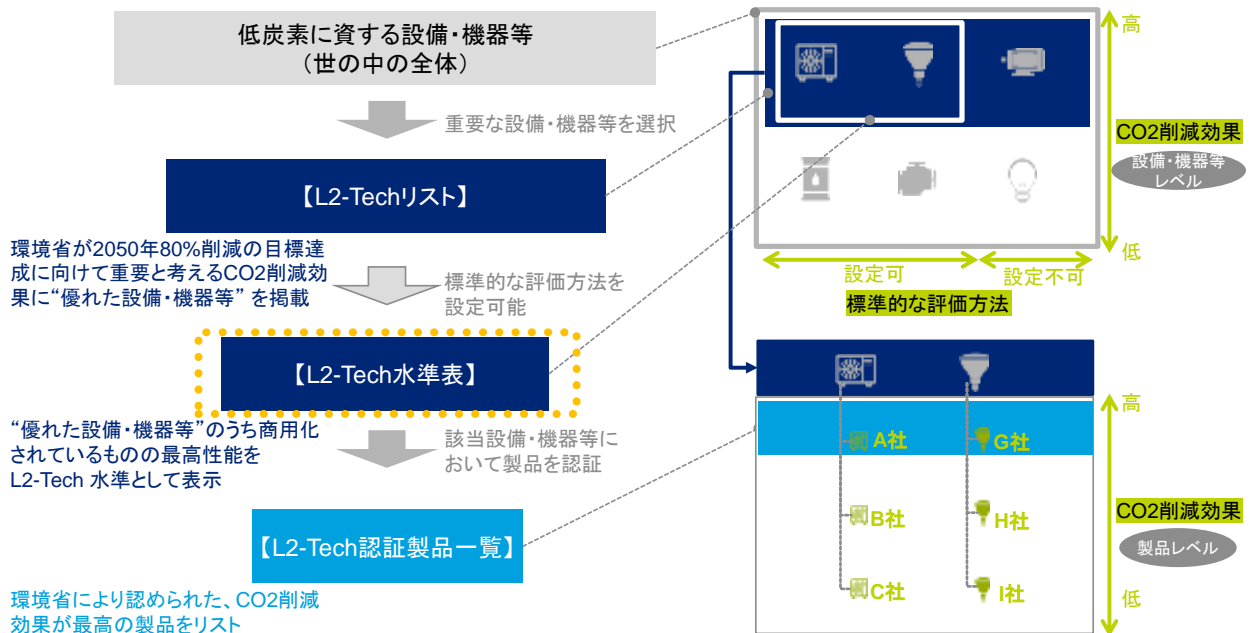 低炭素に資する設備・機器等
（世の中の全体）
重要な設備・機器等を選択
【L2-Techリスト】
環境省が2050年80%削減の目標達
成に向けて重要と考えるCO2削減効
果に“優れた設備・機器等” を掲載
標準的な評価方法を
設定可能
【L2-Tech水準表】
“優れた設備・機器等”のうち商用化
されているものの最高性能を
L2-Tech 水準として表示
該当設備・機器等に
おいて製品を認証
【L2-Tech認証製品一覧】
環境省により認められた、CO2削減
効果が最高の製品をリスト
高
CO2削減効果
設備・機器等
レベル
低
設定可
設定不可
標準的な評価方法
高
A社
G社
B社
H社
CO2削減効果
製品レベル
C社
I社
低